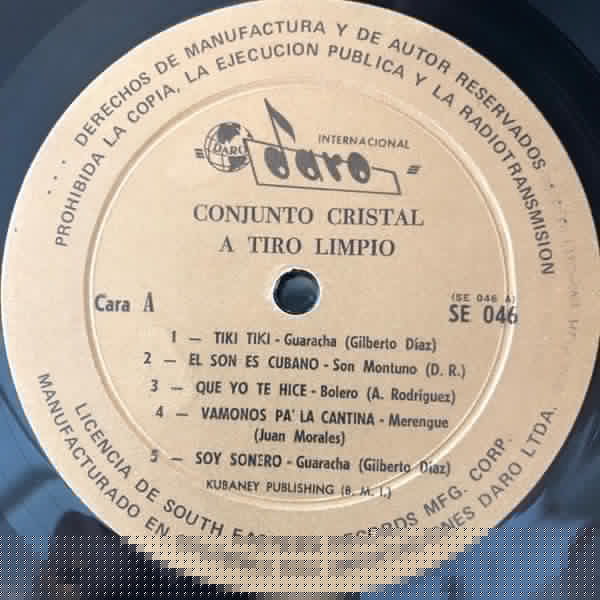 ... DERECHOS DE MANUFACTURA Y DE AUTOR RESERVADOS
PROHIBIDA LA COPIA, LA EJECUCION PUBLICA Y LA RADIOTRANSMISION
DARO
INTERNACIONAL
daro
CONJUNTO CRISTAL
A TIRO LIMPIO
Cara A
(SE 046 A)
SE 046
1 — TIKI TIKI - Guaracha (Gilberto Díaz)
2 — EL SON ES CUBANO - Son Montuno (D. R.)
3 — QUE YO TE HICE - Bolero (A. Rodríguez)
4 — VAMONOS PA' LA CANTINA - Merengue
(Juan Morales)
5 — SOY SONERO - Guaracha (Gilberto Díaz)
KUBANEY PUBLISHING (B. M. I.)
LICENCIA DE SOUTH RECORDS MFG. CORP.
MANUFACTURADO EN DARO LTDA.